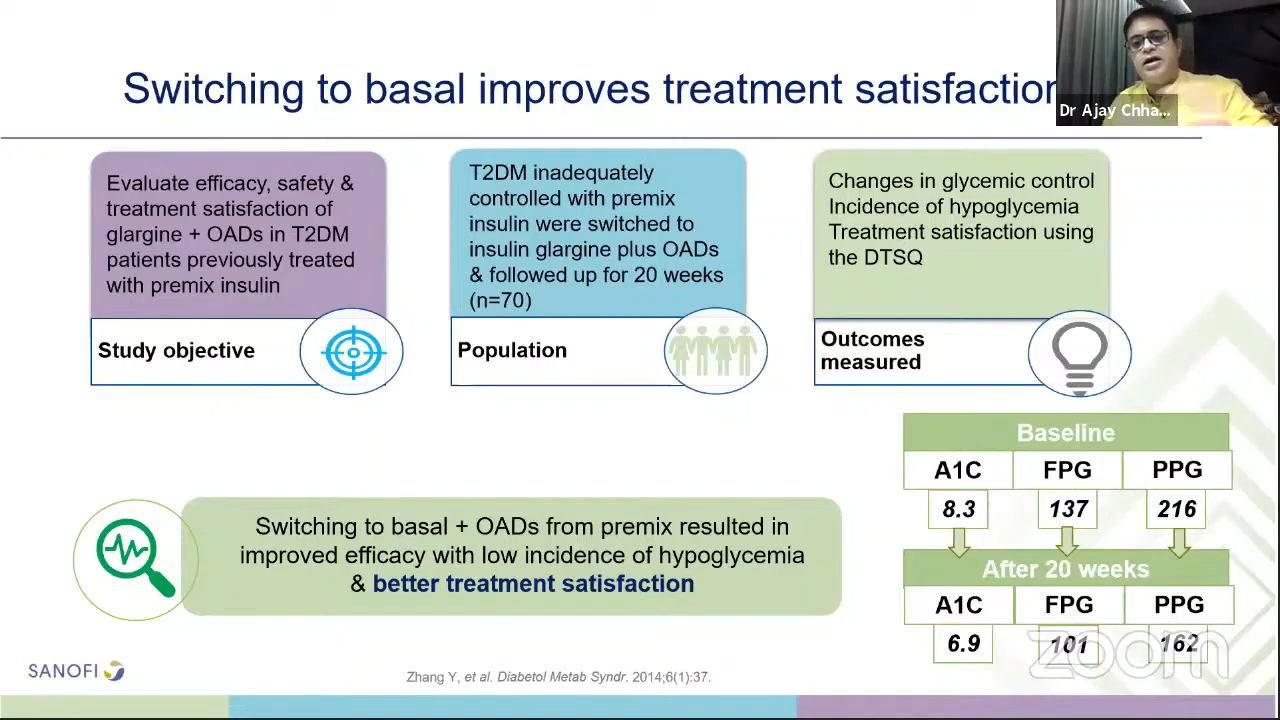 Switching to basal improves treatment satisfaction
Dr Ajay Chha...
Evaluate efficacy, safety &
treatment satisfaction of
glargine + OADs in T2DM
patients previously treated
with premix insulin
Study objective
T2DM inadequately
controlled with premix
insulin were switched to
insulin glargine plus OADs
& followed up for 20 weeks
(n=70)
Population
Changes in glycemic control
Incidence of hypoglycemia
Treatment satisfaction using
the DTSQ
Outcomes
measured
Baseline
A1C FPG PPG
8.3 137 216
After 20 weeks
A1C FPG PPG
6.9 101 162
Switching to basal + OADs from premix resulted in
improved efficacy with low incidence of hypoglycemia
& better treatment satisfaction
zoom
SANOFI
Zhang Y, et al. Diabetol Metab Syndr. 2014;6(1):37.